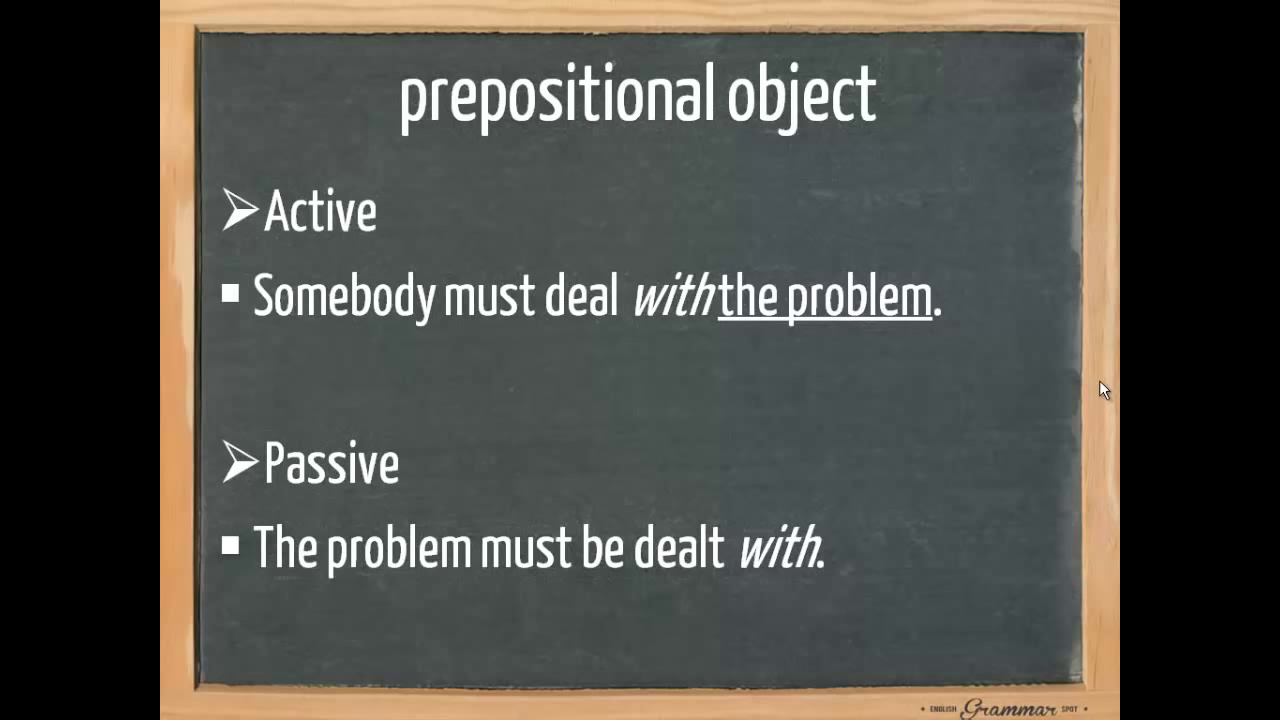 prepositional object
➢Active
▪ Somebody must deal with the problem.
➢Passive
▪ The problem must be dealt with.
• ENGLISH Grammar SPOT •